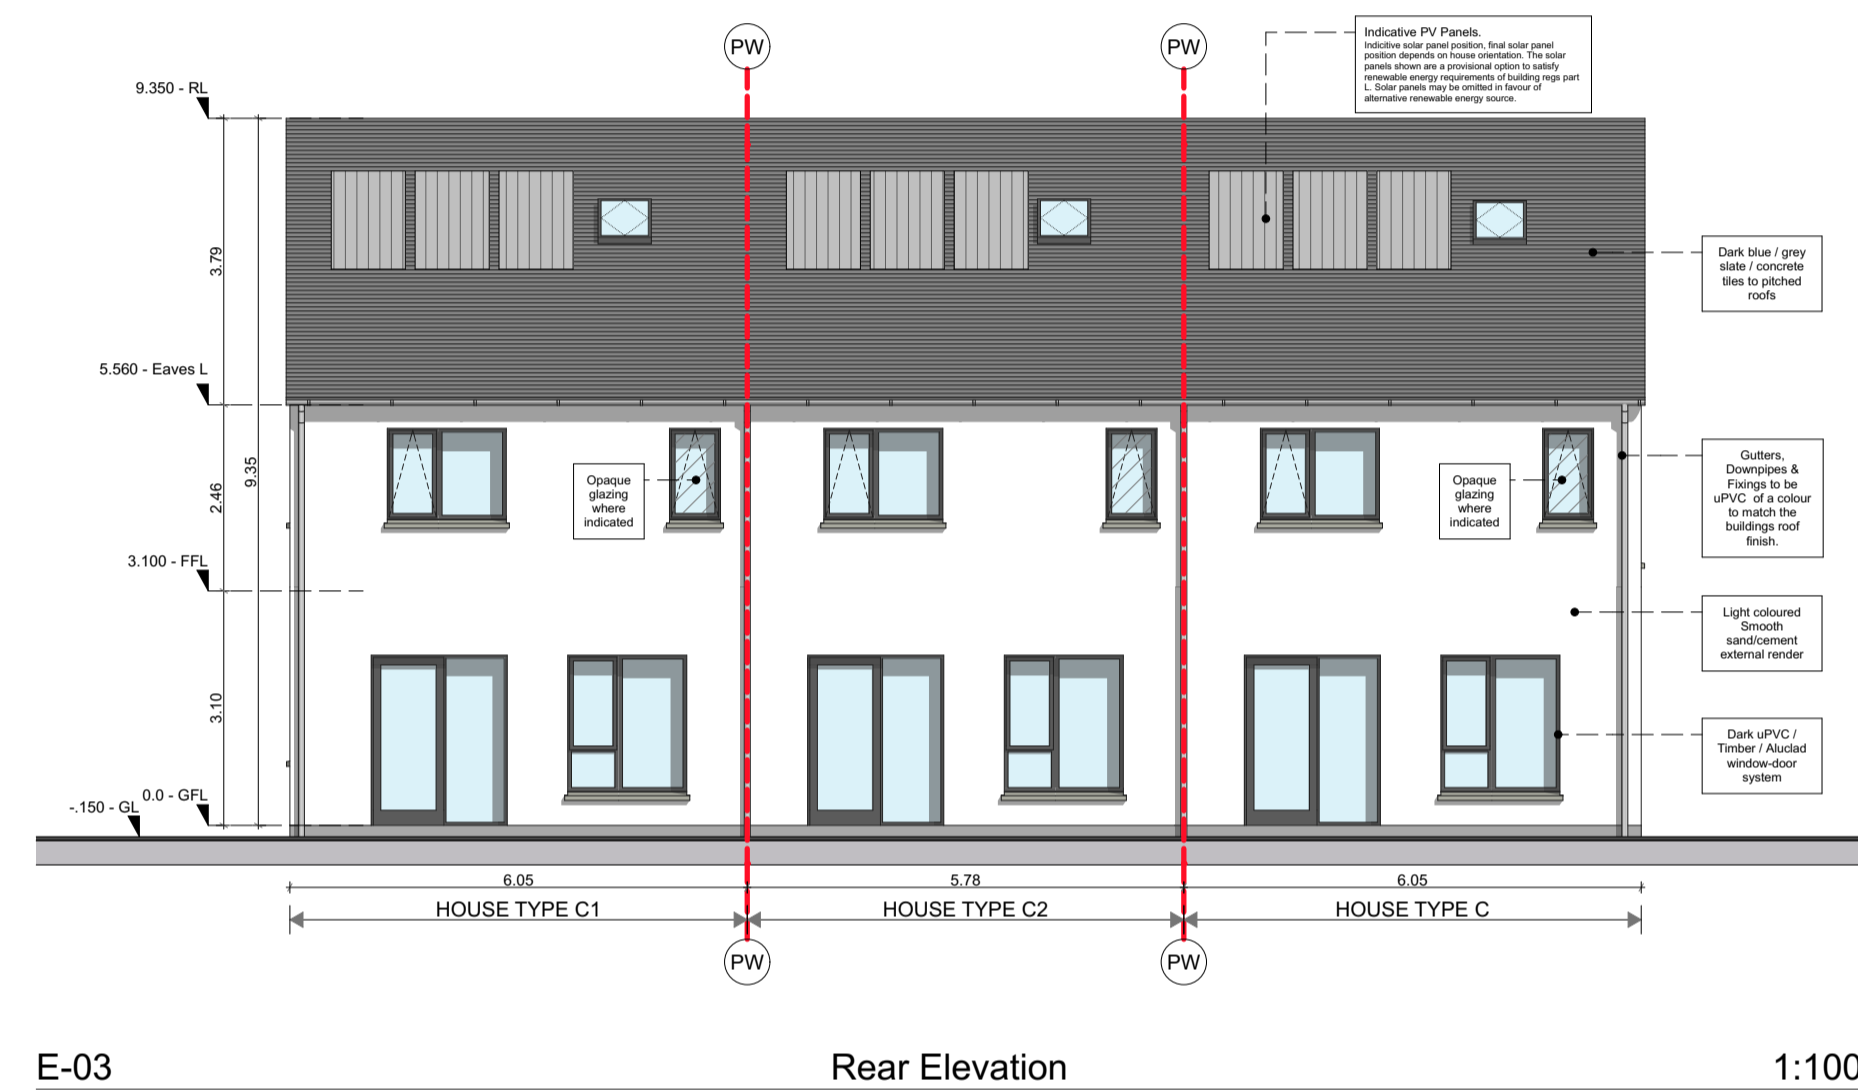 PW
PW
Indicative PV Panels.
Indicitive solar panel position, final solar panel
position depends on house orientation. The solar
panels shown are a provisional option to satisfy
renewable energy requirements of building regs part
L. Solar panels may be omitted in favour of
alternative renewable energy source.
9.350 - RL
3.79
Dark blue / grey
slate / concrete
tiles to pitched
roofs
5.560 - Eaves L
9.35
2.46
Opaque
glazing
where
indicated
Opaque
glazing
where
indicated
Gutters,
Downpipes &
Fixings to be
uPVC of a colour
to match the
buildings roof
finish.
3.100 - FFL
Light coloured
Smooth
sand/cement
external render
3.10
Dark uPVC /
Timber / Aluclad
window-door
system
0.0 - GFL
-.150 - GL
6.05
5.78
6.05
HOUSE TYPE C1
HOUSE TYPE C2
HOUSE TYPE C
PW
PW
E-03
Rear Elevation
1:100